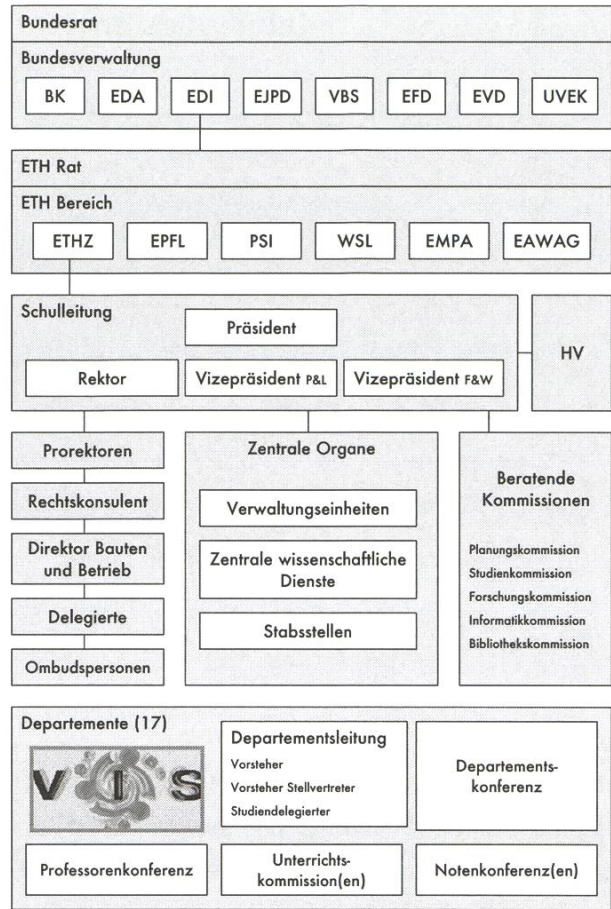 Bundesrat
Bundesverwaltung
BK EDA EDI EJPD VBS EFD EVD UVEK
ETH Rat
ETH Bereich
ETHZ EPFL PSI WSL EMPA EAWAG
Schulleitung
Präsident
Rektor Vizepräsident P&L Vizepräsident F&W
HV
Prorektoren
Rechtskonsulent
Direktor Bauten
und Betrieb
Delegierte
Ombudspersonen
Zentrale Organe
Verwaltungseinheiten
Zentrale wissenschaftliche
Dienste
Stabsstellen
Beratende
Kommissionen
Planungskommission
Studienkommission
Forschungskommission
Informatikkommission
Bibliothekskommission
Departemente (17)
VIS
Departementsleitung
Vorsteher
Vorsteher Stellvertreter
Studiendelegierter
Departements-
konferenz
Professorenkonferenz
Unterrichts-
kommission(en)
Notenkonferenz(en)